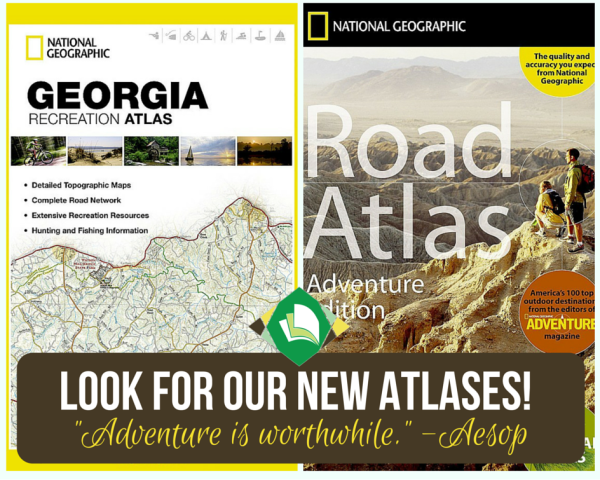 NATIONAL
GEOGRAPHIC
GEORGIA
RECREATION ATLAS
• Detailed Topographic Maps
• Complete Road Network
• Extensive Recreation Resources
• Hunting and Fishing Information
NATIONAL GEOGRAPHIC
The quality and
accuracy you expec
from National
Geographic
Road
Atlas
Adventure
dition
America's 100 top
outdoor destination
from the editors of
ADVENTURE
magazine
LOOK FOR OUR NEW ATLASES!
"Adventure is worthwhile." –Aesop